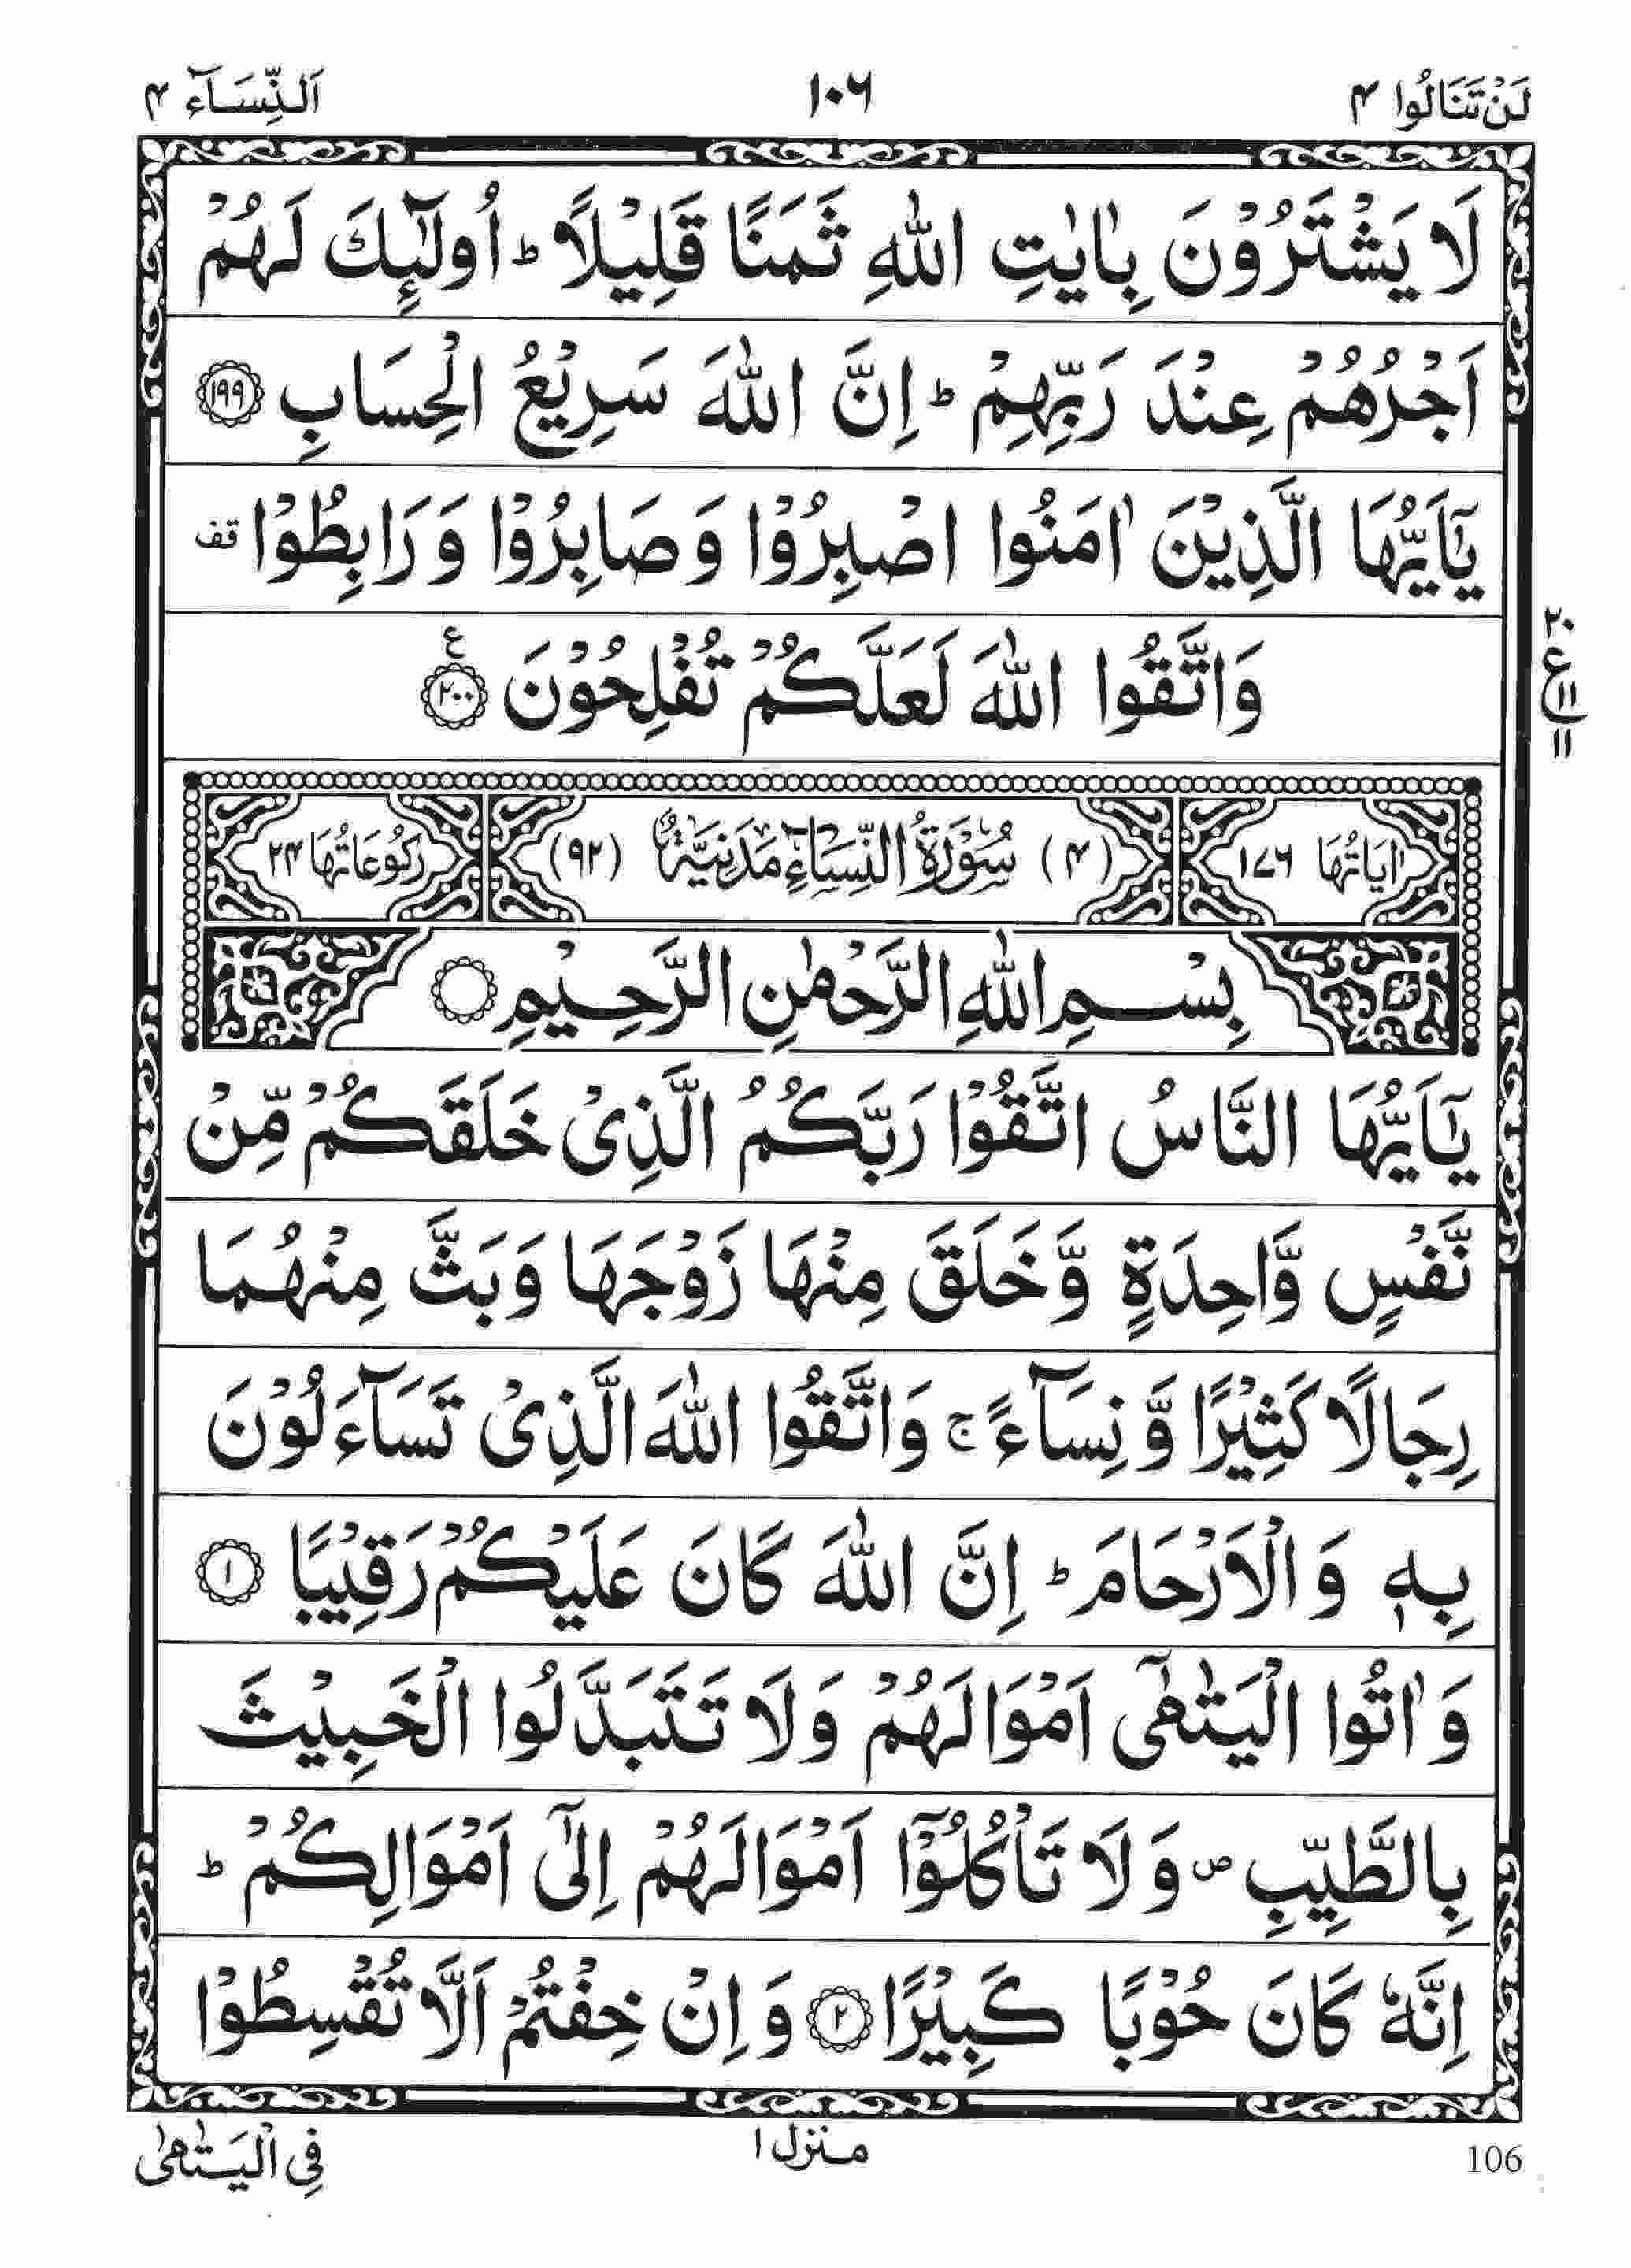 لَنْ تَنَالُوا ۴
۱۰۶
اَلنِّسَآء ۴
لَا يَشْتَرُوْنَ بِاٰيٰتِ اللّٰهِ ثَمَنًا قَلِيْلًا ؕ اُولٰٓئِكَ لَهُمْ
اَجْرُهُمْ عِنْدَ رَبِّهِمْ ؕ اِنَّ اللّٰهَ سَرِيْعُ الْحِسَابِ ۱۹۹
يٰۤاَيُّهَا الَّذِيْنَ اٰمَنُوا اصْبِرُوْا وَ صَابِرُوْا وَ رَابِطُوْا قف
وَاتَّقُوا اللّٰهَ لَعَلَّكُمْ تُفْلِحُوْنَ ۲۰۰ ع
۲۰
ع ۱۱
۱۱
اٰيَاتُهَا ۱۷۶
(۴) سُوْرَةُ النِّسَآءِ مَدَنِيَّةٌ (۹۲)
رُكُوْعَاتُهَا ۲۴
بِسْمِ اللّٰهِ الرَّحْمٰنِ الرَّحِيْمِ
يٰۤاَيُّهَا النَّاسُ اتَّقُوْا رَبَّكُمُ الَّذِىْ خَلَقَكُمْ مِّنْ
نَّفْسٍ وَّاحِدَةٍ وَّخَلَقَ مِنْهَا زَوْجَهَا وَبَثَّ مِنْهُمَا
رِجَالًا كَثِيْرًا وَّ نِسَآءً ۚ وَاتَّقُوا اللّٰهَ الَّذِىْ تَسَآءَلُوْنَ
بِهٖ وَ الْاَرْحَامَ ؕ اِنَّ اللّٰهَ كَانَ عَلَيْكُمْ رَقِيْبًا ۱
وَ اٰتُوا الْيَتٰمٰٓى اَمْوَالَهُمْ وَلَا تَتَبَدَّلُوا الْخَبِيْثَ
بِالطَّيِّبِ ص وَلَا تَاْكُلُوْۤا اَمْوَالَهُمْ اِلٰٓى اَمْوَالِكُمْ ؕ
اِنَّهٗ كَانَ حُوْبًا كَبِيْرًا ۲ وَ اِنْ خِفْتُمْ اَلَّا تُقْسِطُوْا
106
منزل ۱
فِي الْيَتٰمٰى